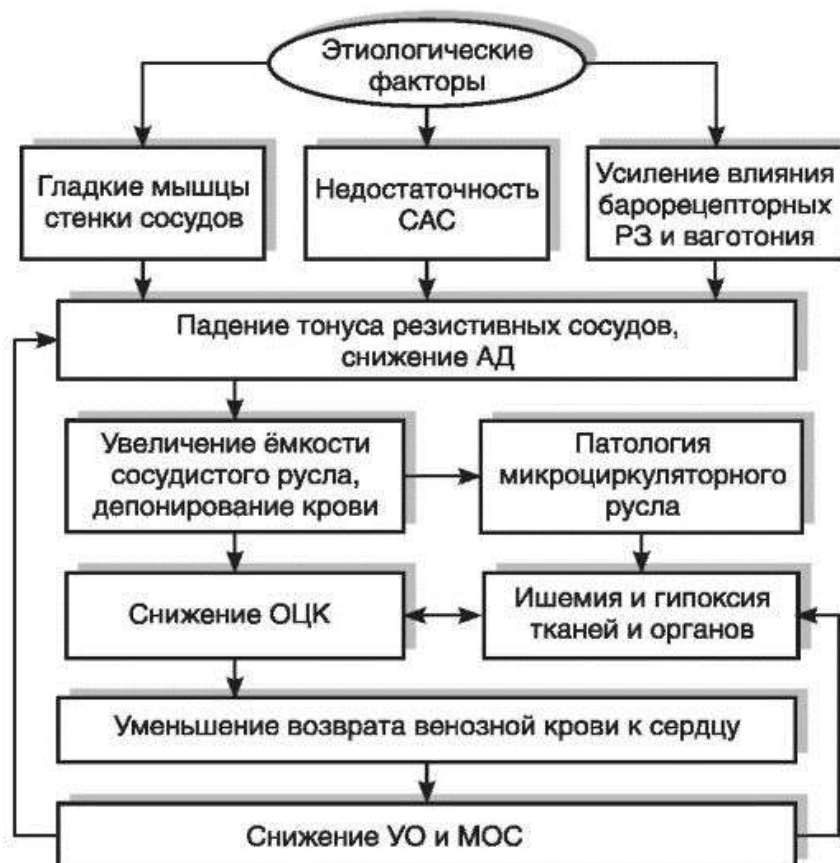 Этиологические
факторы
Гладкие мышцы
стенки сосудов
Недостаточность
САС
Усиление влияния
барорецепторных
РЗ и ваготония
Падение тонуса резистивных сосудов,
снижение АД
Увеличение ёмкости
сосудистого русла,
депонирование крови
Патология
микроциркуляторного
русла
Снижение ОЦК
Ишемия и гипоксия
тканей и органов
Уменьшение возврата венозной крови к сердцу
Снижение УО и МОС